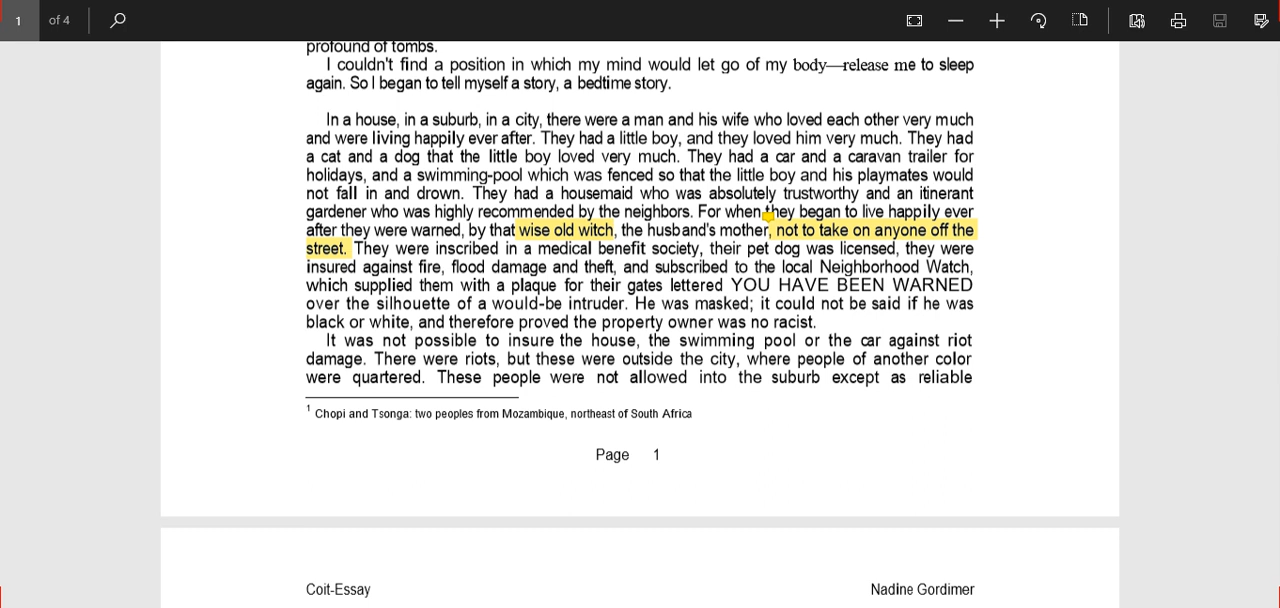 1 of 4
profound of tombs.
I couldn't find a position in which my mind would let go of my body—release me to sleep
again. So I began to tell myself a story, a bedtime story.
In a house, in a suburb, in a city, there were a man and his wife who loved each other very much
and were living happily ever after. They had a little boy, and they loved him very much. They had
a cat and a dog that the little boy loved very much. They had a car and a caravan trailer for
holidays, and a swimming-pool which was fenced so that the little boy and his playmates would
not fall in and drown. They had a housemaid who was absolutely trustworthy and an itinerant
gardener who was highly recommended by the neighbors. For when they began to live happily ever
after they were warned, by that wise old witch, the husband's mother, not to take on anyone off the
street. They were inscribed in a medical benefit society, their pet dog was licensed, they were
insured against fire, flood damage and theft, and subscribed to the local Neighborhood Watch,
which supplied them with a plaque for their gates lettered YOU HAVE BEEN WARNED
over the silhouette of a would-be intruder. He was masked; it could not be said if he was
black or white, and therefore proved the property owner was no racist.
It was not possible to insure the house, the swimming pool or the car against riot
damage. There were riots, but these were outside the city, where people of another color
were quartered. These people were not allowed into the suburb except as reliable
1 Chopi and Tsonga: two peoples from Mozambique, northeast of South Africa
Page 1
Coit-Essay Nadine Gordimer